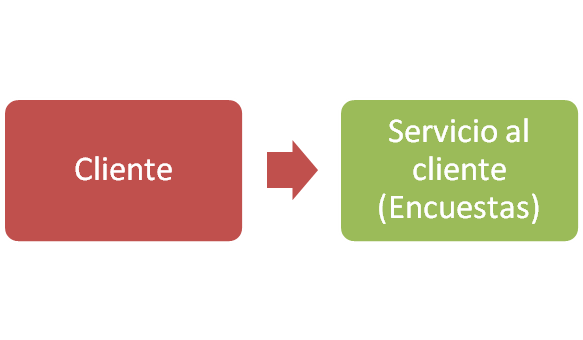 Cliente
Servicio al
cliente
(Encuestas)